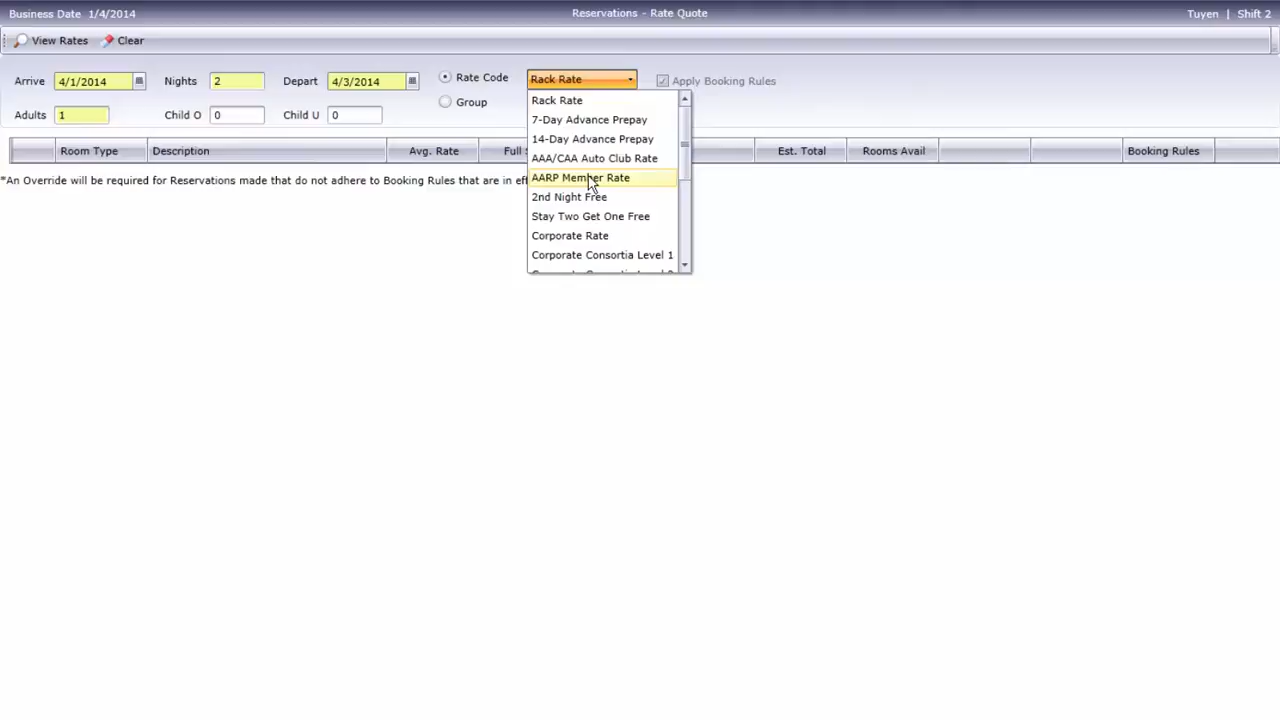 Business Date 1/4/2014 Reservations - Rate Quote Tuyen | Shift 2
View Rates Clear
Arrive 4/1/2014 Nights 2 Depart 4/3/2014 Rate Code Rack Rate Apply Booking Rules
Group
Adults 1 Child O 0 Child U 0
Rack Rate
7-Day Advance Prepay
14-Day Advance Prepay
AAA/CAA Auto Club Rate
AARP Member Rate
2nd Night Free
Stay Two Get One Free
Corporate Rate
Corporate Consortia Level 1
Room Type Description Avg. Rate Full Est. Total Rooms Avail Booking Rules
*An Override will be required for Reservations made that do not adhere to Booking Rules that are in